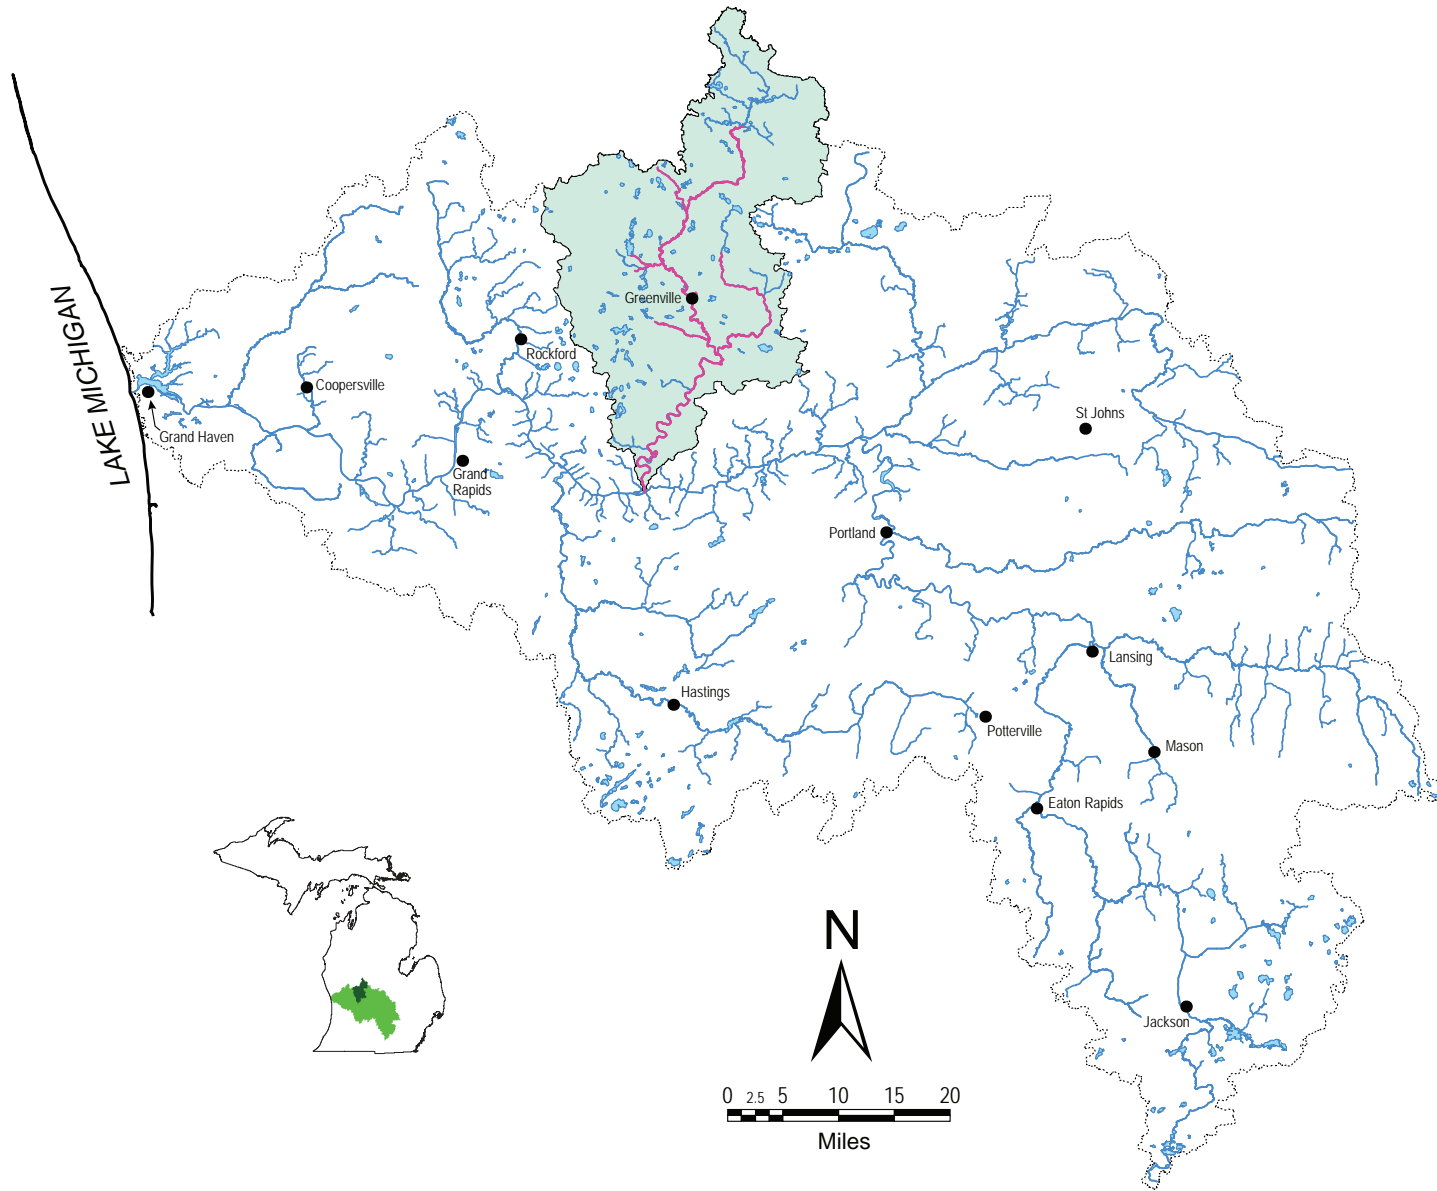 LAKE MICHIGAN
Greenville
Rockford
Coopersville
Grand Haven
St Johns
Grand
Rapids
Portland
Lansing
Hastings
Potterville
Mason
Eaton Rapids
N
Jackson
0 2.5 5 10 15 20
Miles